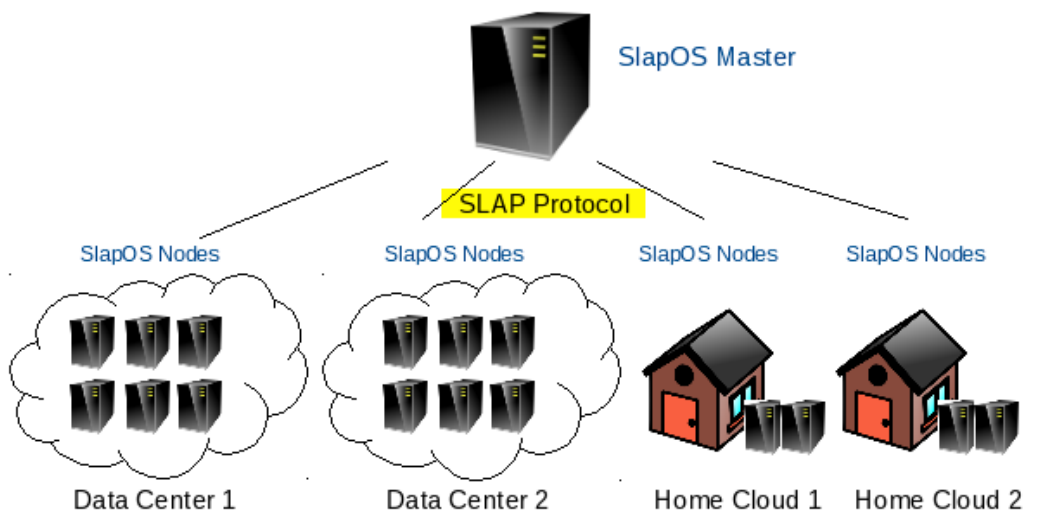 SlapOS Master
SLAP Protocol
SlapOS Nodes
SlapOS Nodes
SlapOS Nodes
SlapOS Nodes
Data Center 1
Data Center 2
Home Cloud 1
Home Cloud 2